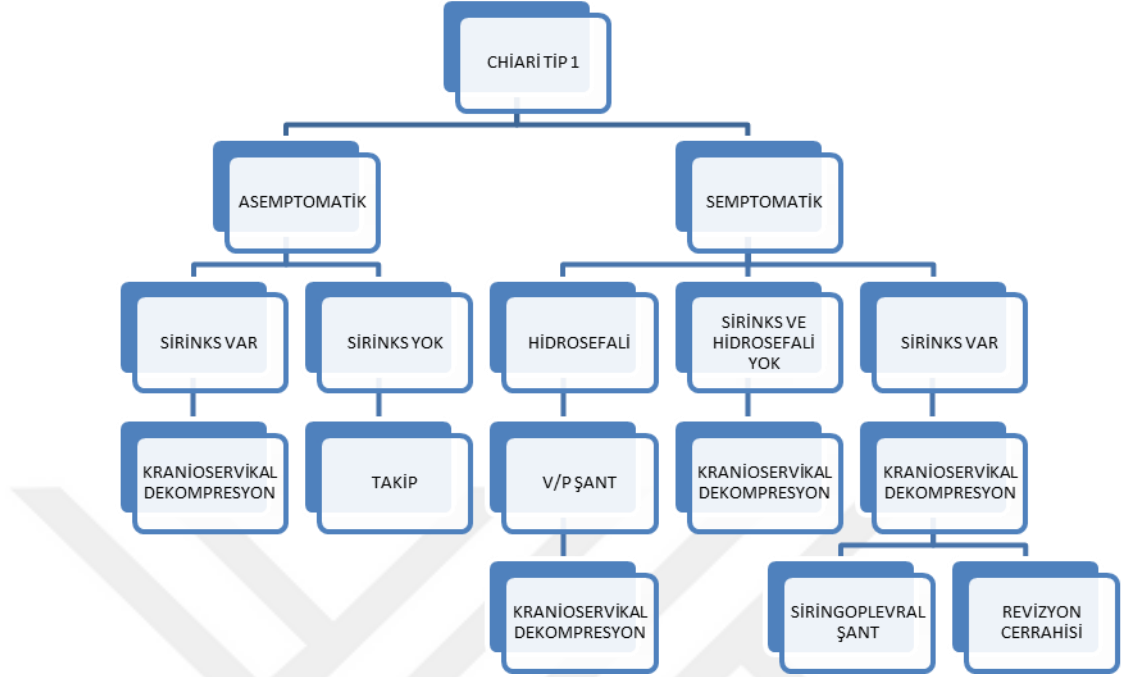 CHİARİ TİP 1
ASEMPTOMATİK
SEMPTOMATİK
SİRİNKS VAR
SİRİNKS YOK
HİDROSEFALİ
SİRİNKS VE
HİDROSEFALİ
YOK
SİRİNKS VAR
KRANİOSERVİKAL
DEKOMPRESYON
TAKİP
V/P ŞANT
KRANİOSERVİKAL
DEKOMPRESYON
KRANİOSERVİKAL
DEKOMPRESYON
KRANİOSERVİKAL
DEKOMPRESYON
SİRİNGOPLEVRAL
ŞANT
REVİZYON
CERRAHİSİ